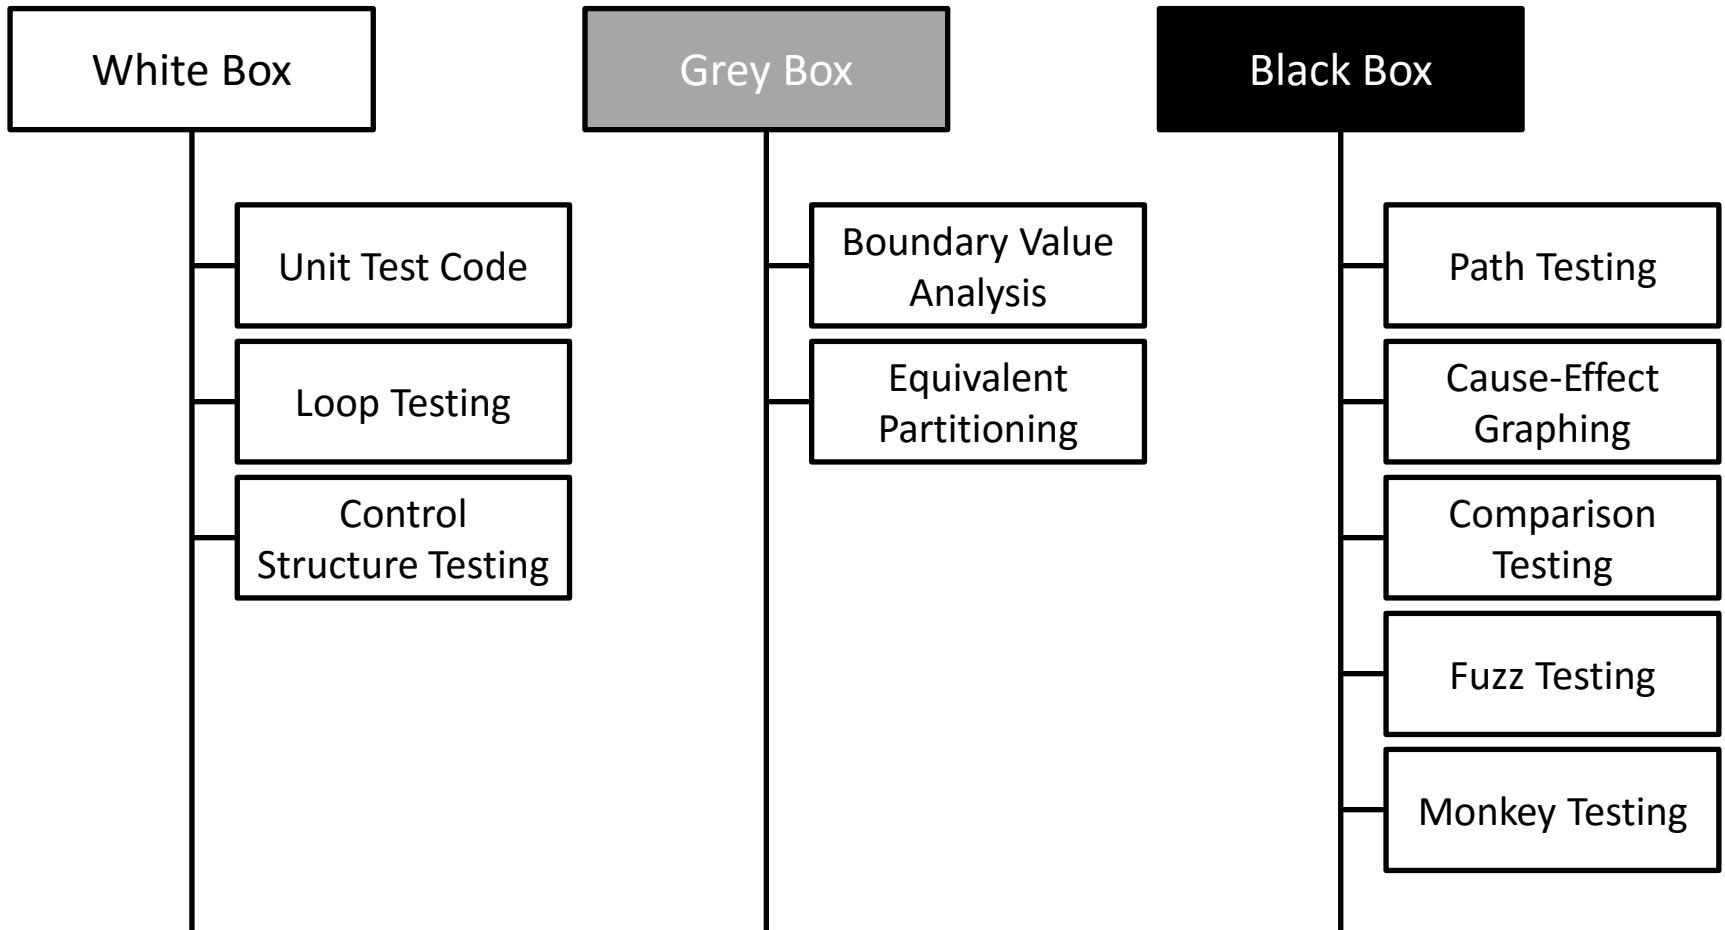 White Box
Unit Test Code
Loop Testing
Control
Structure Testing
Grey Box
Boundary Value
Analysis
Equivalent
Partitioning
Black Box
Path Testing
Cause-Effect
Graphing
Comparison
Testing
Fuzz Testing
Monkey Testing